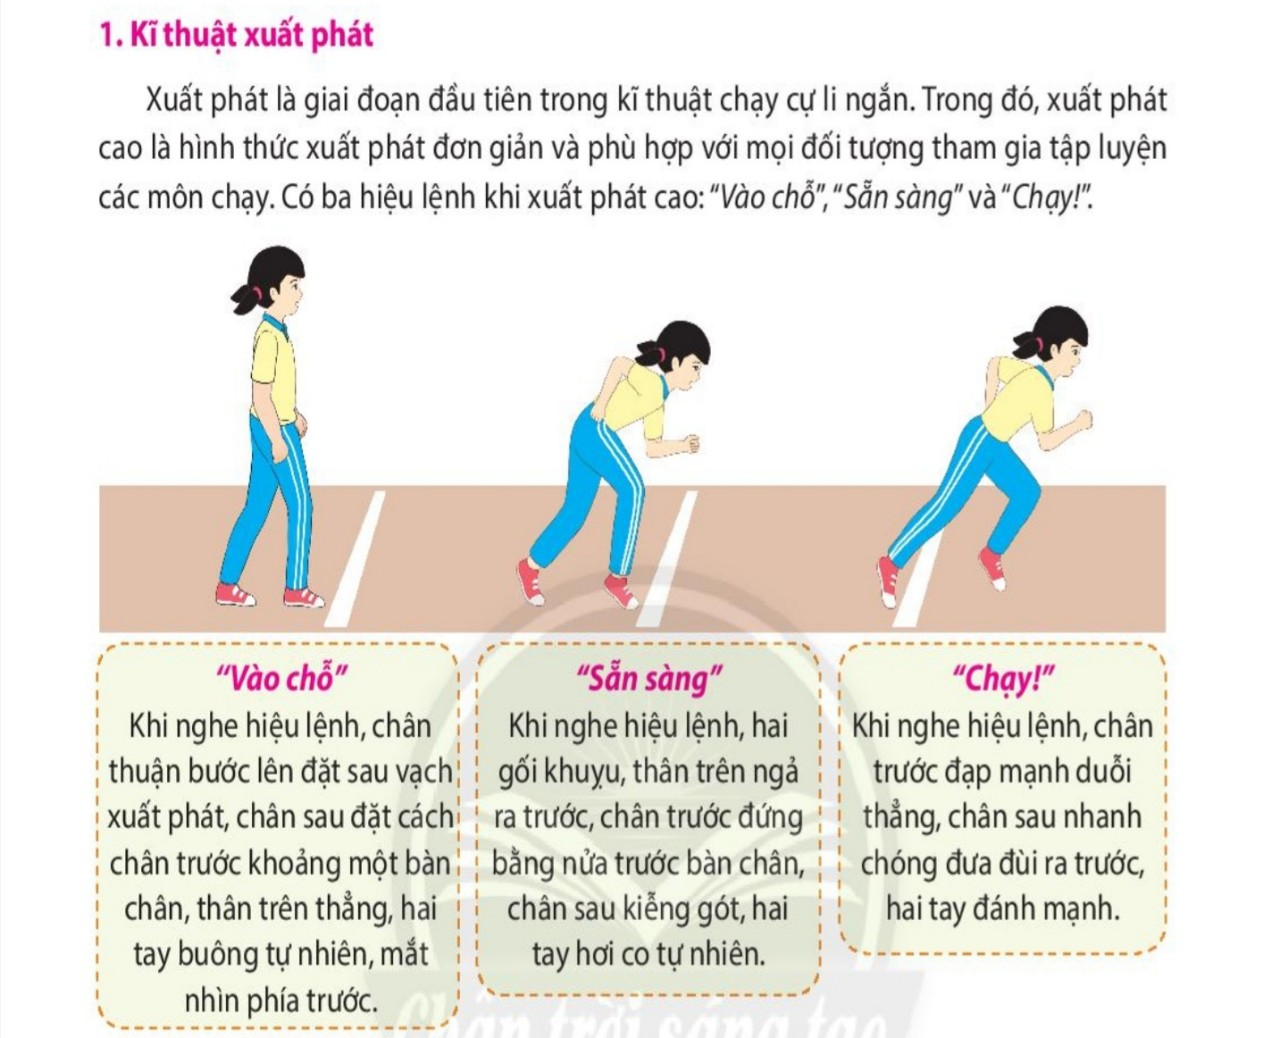 1. Kĩ thuật xuất phát
Xuất phát là giai đoạn đầu tiên trong kĩ thuật chạy cự li ngắn. Trong đó, xuất phát
cao là hình thức xuất phát đơn giản và phù hợp với mọi đối tượng tham gia tập luyện
các môn chạy. Có ba hiệu lệnh khi xuất phát cao: “Vào chỗ”, “Sẵn sàng” và “Chạy!”.
“Vào chỗ”
Khi nghe hiệu lệnh, chân
thuận bước lên đặt sau vạch
xuất phát, chân sau đặt cách
chân trước khoảng một bàn
chân, thân trên thẳng, hai
tay buông tự nhiên, mắt
nhìn phía trước.
“Sẵn sàng”
Khi nghe hiệu lệnh, hai
gối khuỵu, thân trên ngả
ra trước, chân trước đứng
bằng nửa trước bàn chân,
chân sau kiễng gót, hai
tay hơi co tự nhiên.
“Chạy!”
Khi nghe hiệu lệnh, chân
trước đạp mạnh duỗi
thẳng, chân sau nhanh
chóng đưa đùi ra trước,
hai tay đánh mạnh.
Chân trời sáng tạo